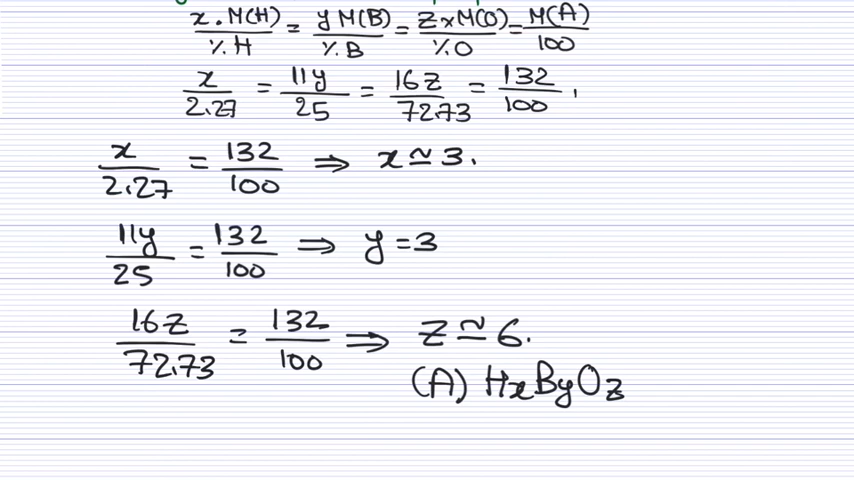 x . M(H) / % H = y M(B) / % B = z x M(O) / % O = M(A) / 100
x / 2.27 = 11y / 25 = 16z / 72.73 = 132 / 100 ,
x / 2.27 = 132 / 100 ⇒ x ≃ 3.
11y / 25 = 132 / 100 ⇒ y = 3
16z / 72.73 = 132 / 100 ⇒ z ≃ 6.
(A) HxByOz